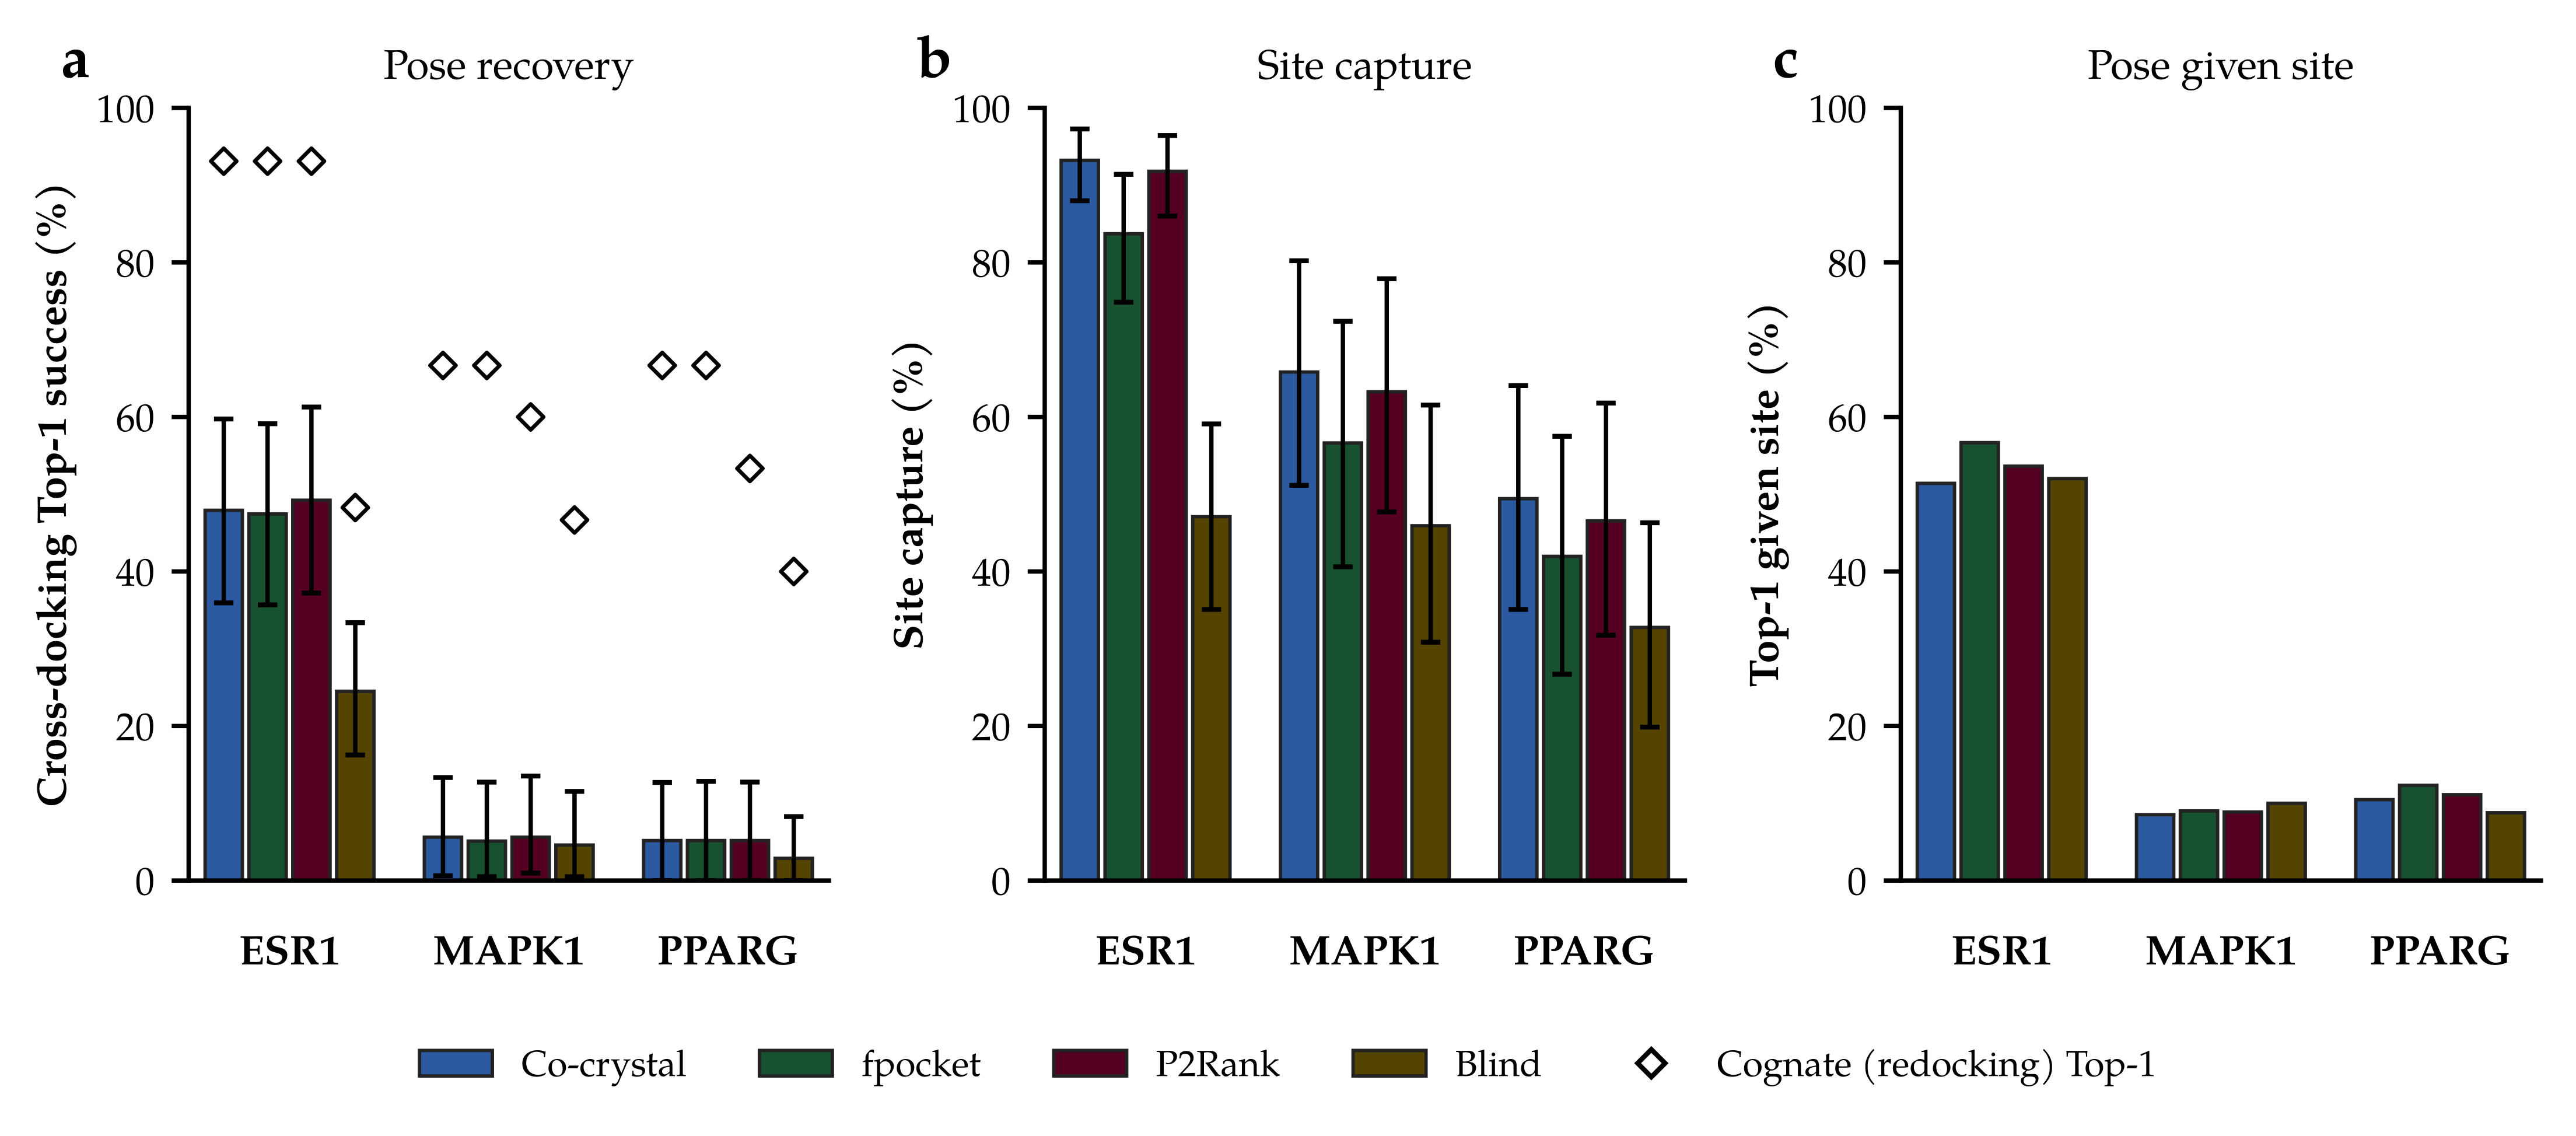 a
Pose recovery
Cross-docking Top-1 success (%)
100
80
60
40
20
0
ESR1
MAPK1
PPARG
b
Site capture
Site capture (%)
100
80
60
40
20
0
ESR1
MAPK1
PPARG
c
Pose given site
Top-1 given site (%)
100
80
60
40
20
0
ESR1
MAPK1
PPARG
Co-crystal
fpocket
P2Rank
Blind
Cognate (redocking) Top-1